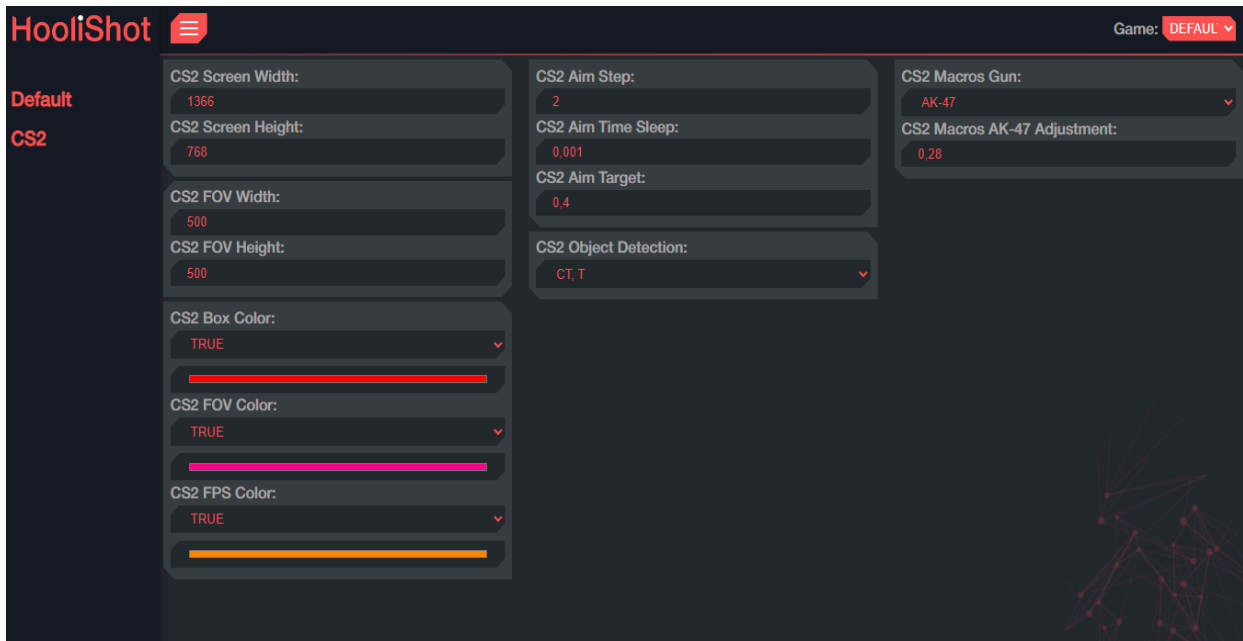 HooliShot
Game: DEFAUL
Default
CS2
CS2 Screen Width:
1366
CS2 Screen Height:
768
CS2 FOV Width:
500
CS2 FOV Height:
500
CS2 Box Color:
TRUE
CS2 FOV Color:
TRUE
CS2 FPS Color:
TRUE
CS2 Aim Step:
2
CS2 Aim Time Sleep:
0,001
CS2 Aim Target:
0,4
CS2 Object Detection:
CT, T
CS2 Macros Gun:
AK-47
CS2 Macros AK-47 Adjustment:
0,28